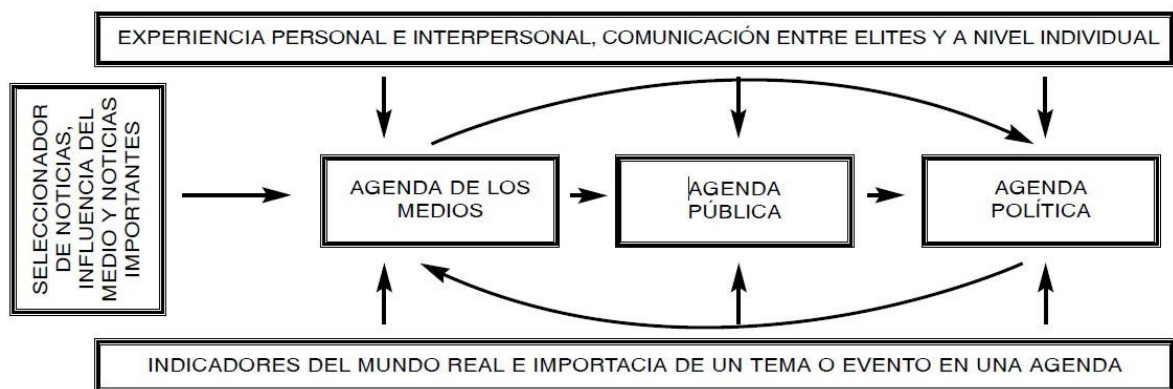 EXPERIENCIA PERSONAL E INTERPERSONAL, COMUNICACIÓN ENTRE ELITES Y A NIVEL INDIVIDUAL
SELECCIONADOR
DE NOTICIAS,
INFLUENCIA DEL
MEDIO Y NOTICIAS
IMPORTANTES
AGENDA DE LOS
MEDIOS
AGENDA
PÚBLICA
AGENDA
POLÍTICA
INDICADORES DEL MUNDO REAL E IMPORTACIA DE UN TEMA O EVENTO EN UNA AGENDA